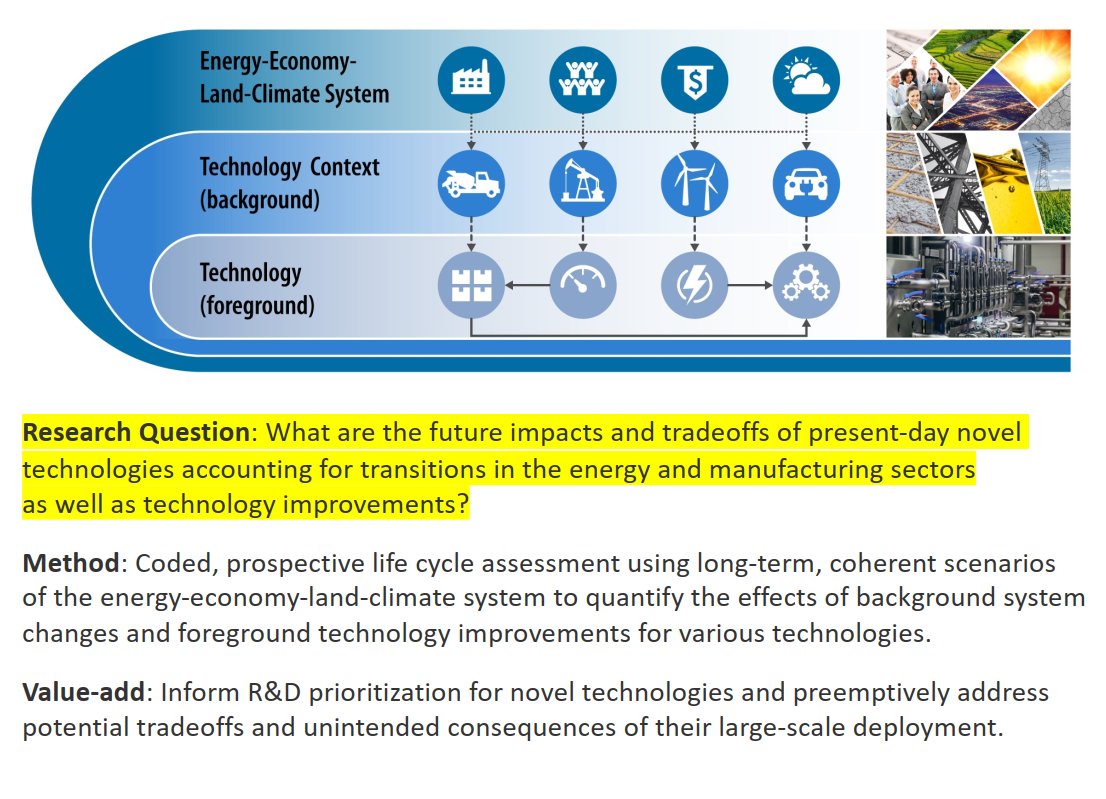 Energy-Economy-
Land-Climate System
Technology Context
(background)
Technology
(foreground)
Research Question: What are the future impacts and tradeoffs of present-day novel
technologies accounting for transitions in the energy and manufacturing sectors
as well as technology improvements?
Method: Coded, prospective life cycle assessment using long-term, coherent scenarios
of the energy-economy-land-climate system to quantify the effects of background system
changes and foreground technology improvements for various technologies.
Value-add: Inform R&D prioritization for novel technologies and preemptively address
potential tradeoffs and unintended consequences of their large-scale deployment.